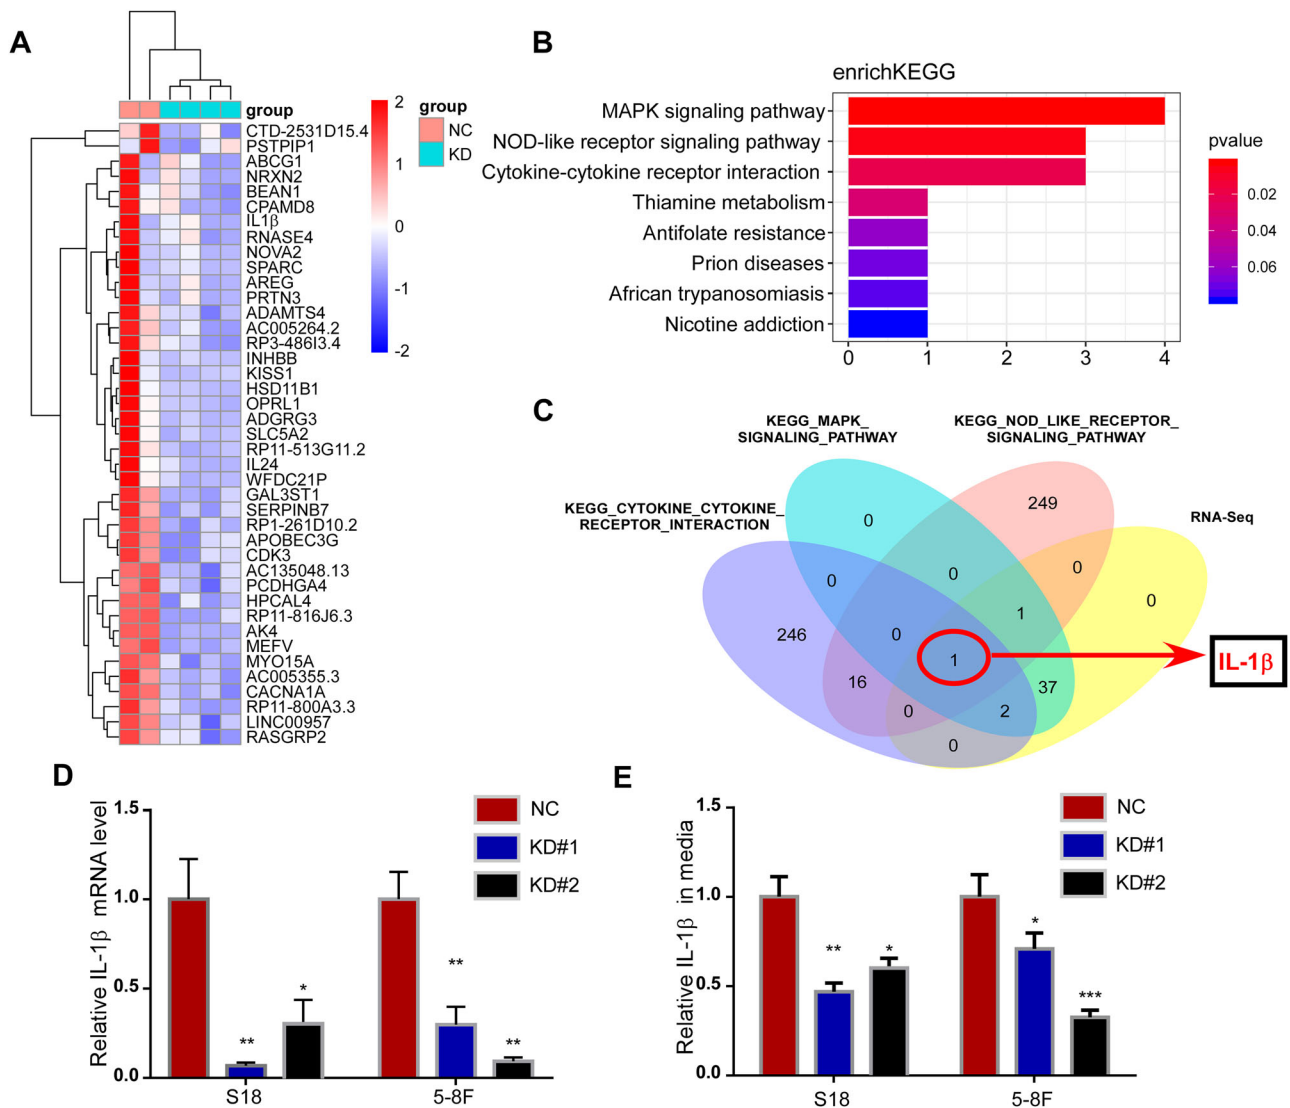 A
group
CTD-2531D15.4
PSTPIP1
ABCG1
NRXN2
BEAN1
CPAMD8
IL1β
RNASE4
NOVA2
SPARC
AREG
PRTN3
ADAMTS4
AC005264.2
RP3-486I3.4
INHBB
KISS1
HSD11B1
OPRL1
ADGRG3
SLC5A2
RP11-513G11.2
IL24
WFDC21P
GAL3ST1
SERPINB7
RP1-261D10.2
APOBEC3G
CDK3
AC135048.13
PCDHGA4
HPCAL4
RP11-816J6.3
AK4
MEFV
MYO15A
AC005355.3
CACNA1A
RP11-800A3.3
LINC00957
RASGRP2
2
1
0
-1
-2
group
NC
KD
B
enrichKEGG
MAPK signaling pathway
NOD-like receptor signaling pathway
Cytokine-cytokine receptor interaction
Thiamine metabolism
Antifolate resistance
Prion diseases
African trypanosomiasis
Nicotine addiction
0 1 2 3 4
pvalue
0.02
0.04
0.06
C
KEGG_MAPK_
SIGNALING_PATHWAY
KEGG_NOD_LIKE_RECEPTOR_
SIGNALING_PATHWAY
KEGG_CYTOKINE_CYTOKINE_
RECEPTOR_INTERACTION
RNA-Seq
249
0
0
0
0
1
0
246
0
1
16
37
0
2
0
IL-1β
D
Relative IL-1β mRNA level
1.5
1.0
0.5
0.0
NC
KD#1
KD#2
**
*
**
**
S18
5-8F
E
Relative IL-1β in media
1.5
1.0
0.5
0.0
NC
KD#1
KD#2
**
*
*
***
S18
5-8F